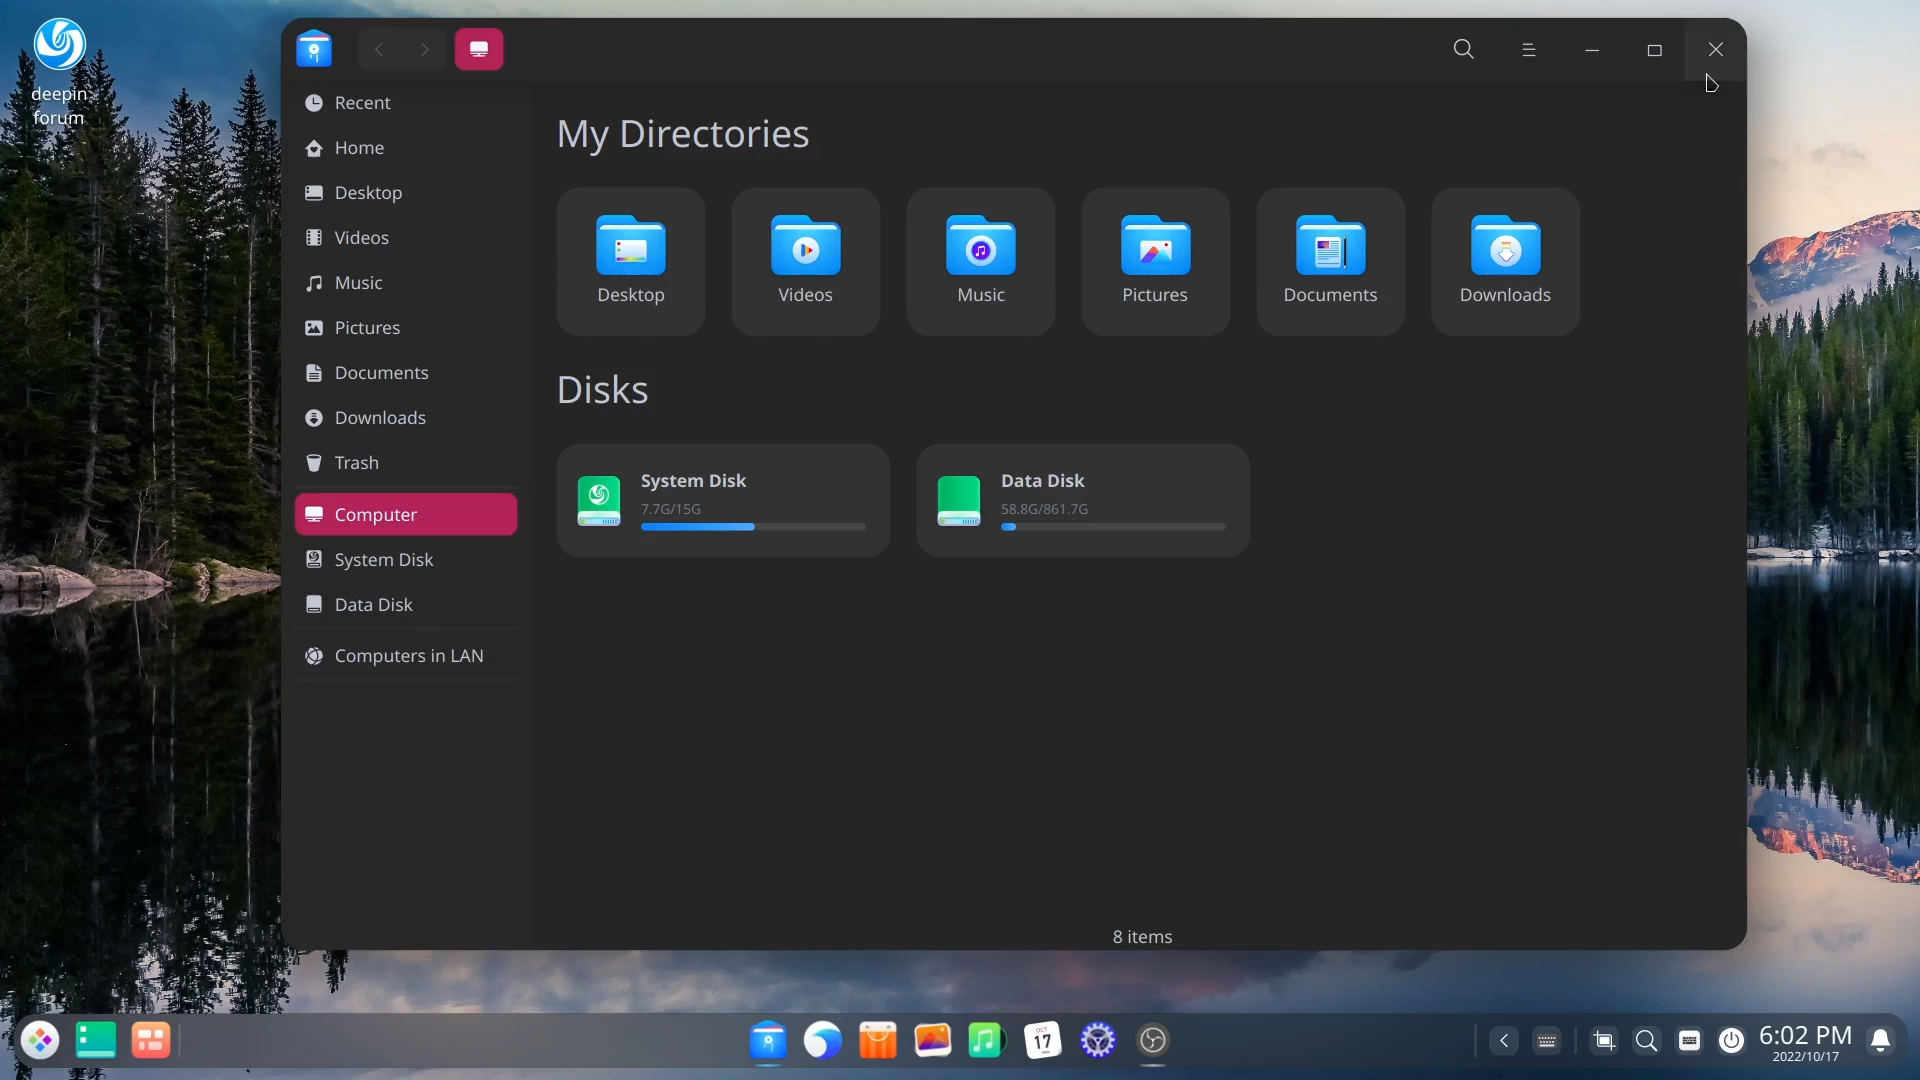 deepin
forum
Recent
Home
Desktop
Videos
Music
Pictures
Documents
Downloads
Trash
Computer
System Disk
Data Disk
Computers in LAN
My Directories
Desktop
Videos
Music
Pictures
Documents
Downloads
Disks
System Disk
7.7G/15G
Data Disk
58.8G/861.7G
8 items
OCT
17
6:02 PM
2022/10/17